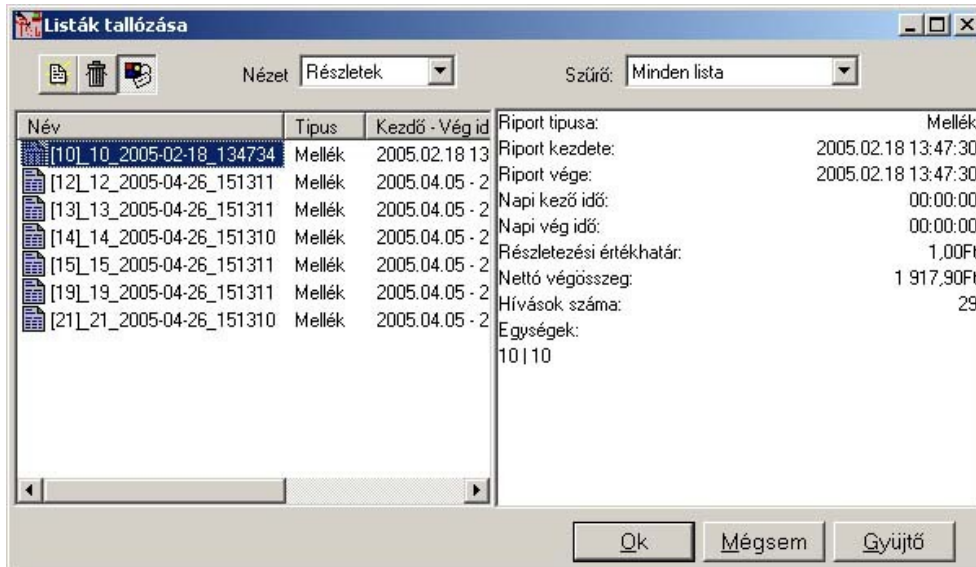 Listák tallózása
Nézet Részletek Szűrő: Minden lista
Név Tipus Kezdő - Vég id
[10]_10_2005-02-18_134734 Mellék 2005.02.18 13
[12]_12_2005-04-26_151311 Mellék 2005.04.05 - 2
[13]_13_2005-04-26_151311 Mellék 2005.04.05 - 2
[14]_14_2005-04-26_151310 Mellék 2005.04.05 - 2
[15]_15_2005-04-26_151311 Mellék 2005.04.05 - 2
[19]_19_2005-04-26_151311 Mellék 2005.04.05 - 2
[21]_21_2005-04-26_151310 Mellék 2005.04.05 - 2
Riport tipusa: Mellék
Riport kezdete: 2005.02.18 13:47:30
Riport vége: 2005.02.18 13:47:30
Napi kező idő: 00:00:00
Napi vég idő: 00:00:00
Részletezési értékhatár: 1,00Ft
Nettó végösszeg: 1 917,90Ft
Hívások száma: 29
Egységek:
10 | 10
Ok Mégsem Gyüjtő